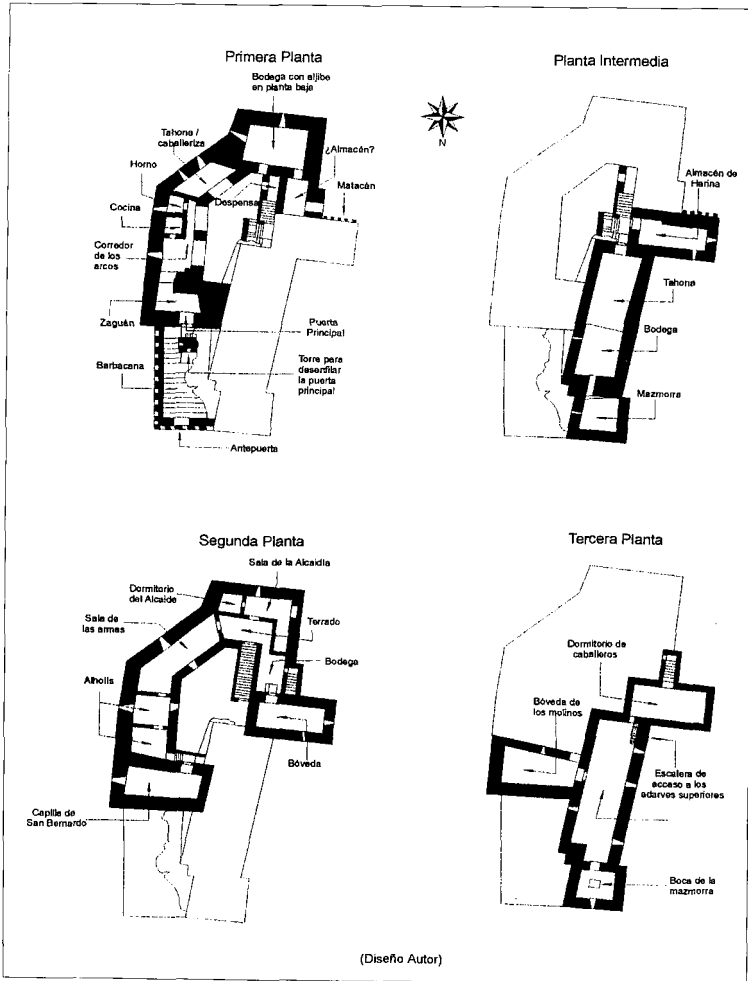 Primera Planta
Bodega con aljibe
en planta baja
Tahona /
caballeriza
¿Almacén?
Horno
Matacán
Despensa
Cocina
Corredor
de los
arcos
Zaguán
Puerta
Principal
Barbacana
Torre para
desenfilar
la puerta
principal
Antepuerta
N
Planta Intermedia
Almacén de
Harina
Tahona
Bodega
Mazmorra
Segunda Planta
Sala de la Alcaidía
Dormitorio
del Alcaide
Sala de
las armas
Terrado
Bodega
Alholís
Bóveda
Capilla de
San Bernardo
Tercera Planta
Dormitorio de
caballeros
Bóveda de
los molinos
Escalera de
acceso a los
adarves superiores
Boca de la
mazmorra
(Diseño Autor)